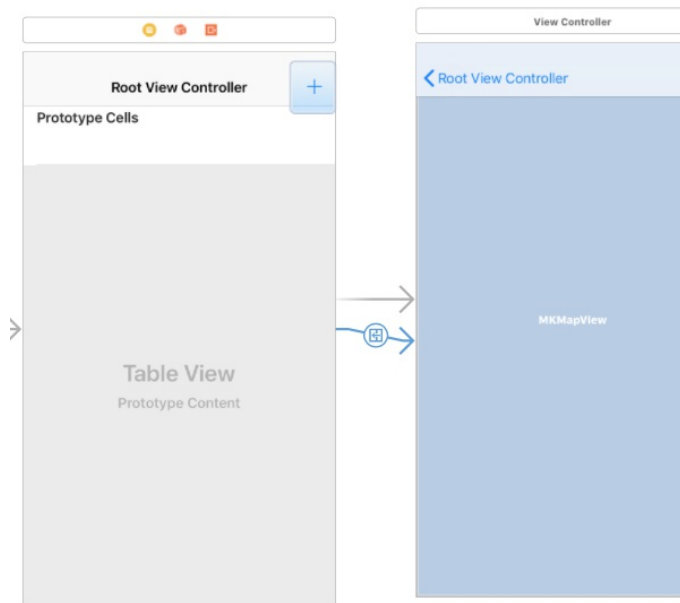 Root View Controller
+
Prototype Cells
Table View
Prototype Content
View Controller
Root View Controller
MKMapView